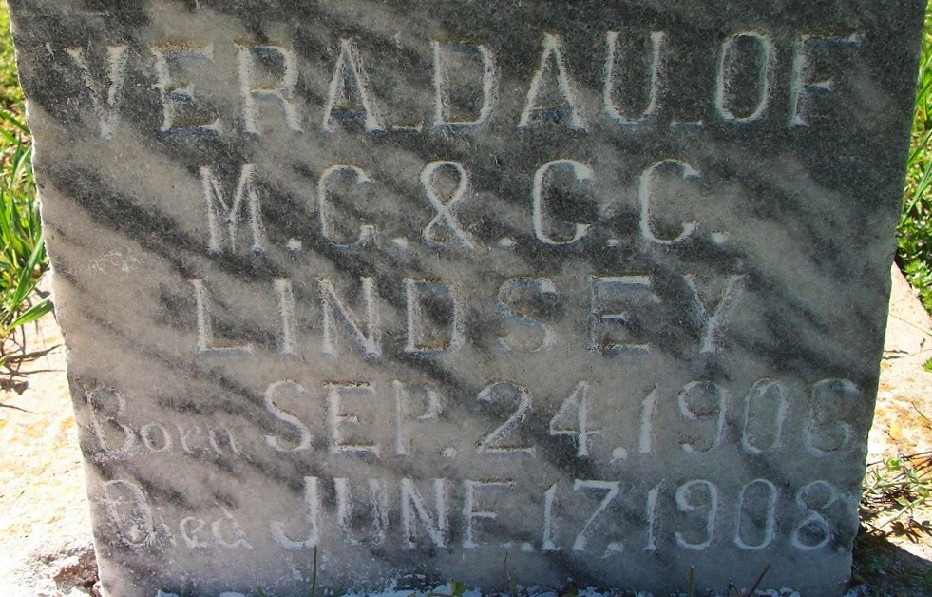 VERA. DAU. OF
M. G. & C. C.
LINDSEY
Born SEP. 24, 1906
Died JUNE. 17, 1908